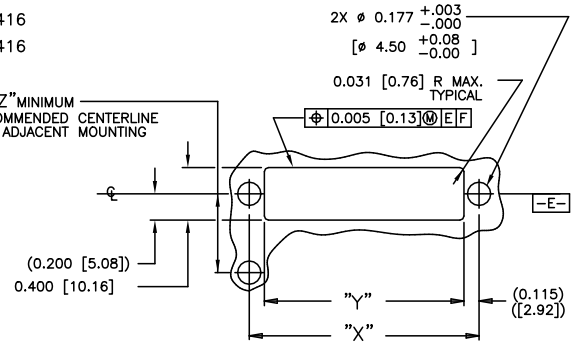 416
416
2X ø 0.177 +.003
-.000
[ø 4.50 +0.08
-0.00 ]
0.031 [0.76] R MAX.
TYPICAL
Z" MINIMUM
OMMENDED CENTERLINE
ADJACENT MOUNTING
⌖ 0.005 [0.13]Ⓜ E F
℄
-E-
(0.200 [5.08])
0.400 [10.16]
"Y"
(0.115)
([2.92])
"X"